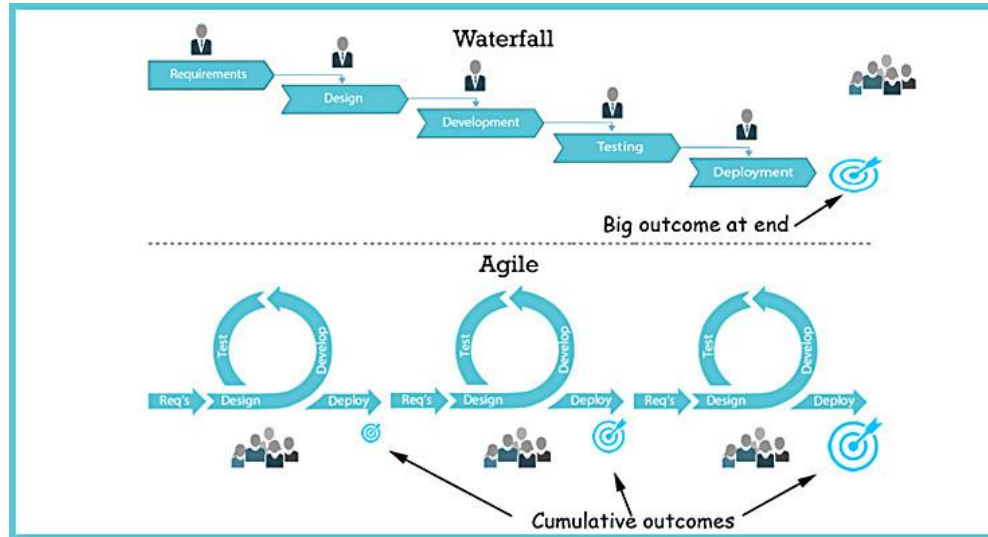 Waterfall
Requirements
Design
Development
Testing
Deployment
Big outcome at end
Agile
Test
Develop
Req's
Design
Deploy
Test
Develop
Req's
Design
Deploy
Test
Develop
Req's
Design
Deploy
Cumulative outcomes